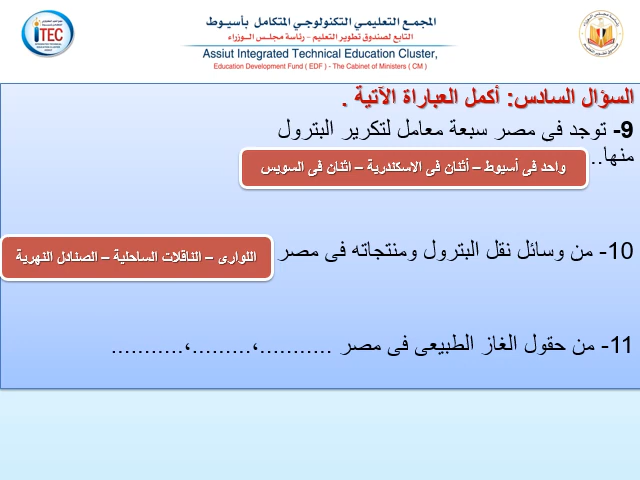 المجمع التعليمي التكنولوجي المتكامل بأسيوط
التابع لصندوق تطوير التعليم - رئاسة مجلس الوزراء
Assiut Integrated Technical Education Cluster,
Education Development Fund ( EDF ) - The Cabinet of Ministers ( CM )
iTEC
السؤال السادس: أكمل العباراة الآتية .
9- توجد فى مصر سبعة معامل لتكرير البترول
منها..
واحد فى أسيوط – أثنان فى الاسكندرية – اثنان فى السويس
10- من وسائل نقل البترول ومنتجاته فى مصر
اللوارى – الناقلات الساحلية – الصنادل النهرية
11- من حقول الغاز الطبيعى فى مصر ...........،.........،...........